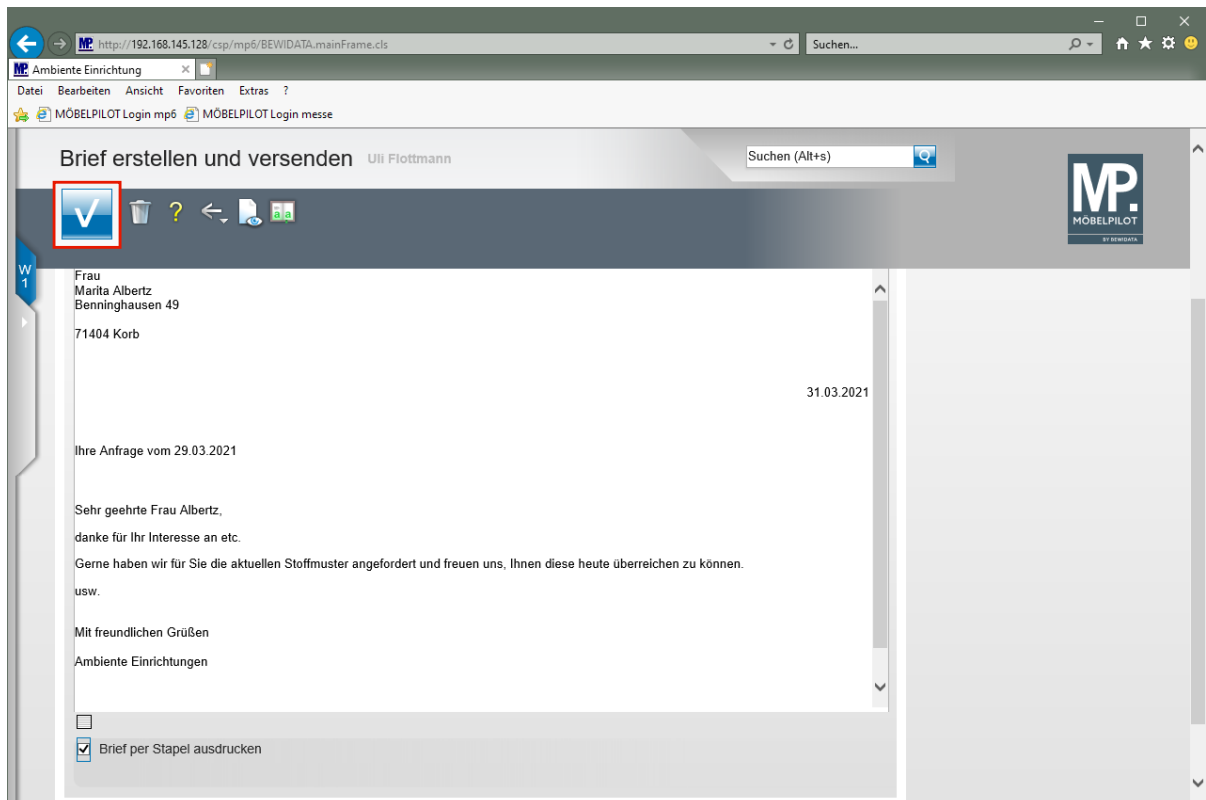 http://192.168.145.128/csp/mp6/BEWIDATA.mainFrame.cls
Suchen...
MP. Ambiente Einrichtung
Datei Bearbeiten Ansicht Favoriten Extras ?
MÖBELPILOT Login mp6 MÖBELPILOT Login messe
Brief erstellen und versenden Uli Flottmann
Suchen (Alt+s)
MP.
MÖBELPILOT
BY BEWIDATA
a a
W
1
Frau
Marita Albertz
Benninghausen 49
71404 Korb
31.03.2021
Ihre Anfrage vom 29.03.2021
Sehr geehrte Frau Albertz,
danke für Ihr Interesse an etc.
Gerne haben wir für Sie die aktuellen Stoffmuster angefordert und freuen uns, Ihnen diese heute überreichen zu können.
usw.
Mit freundlichen Grüßen
Ambiente Einrichtungen
Brief per Stapel ausdrucken